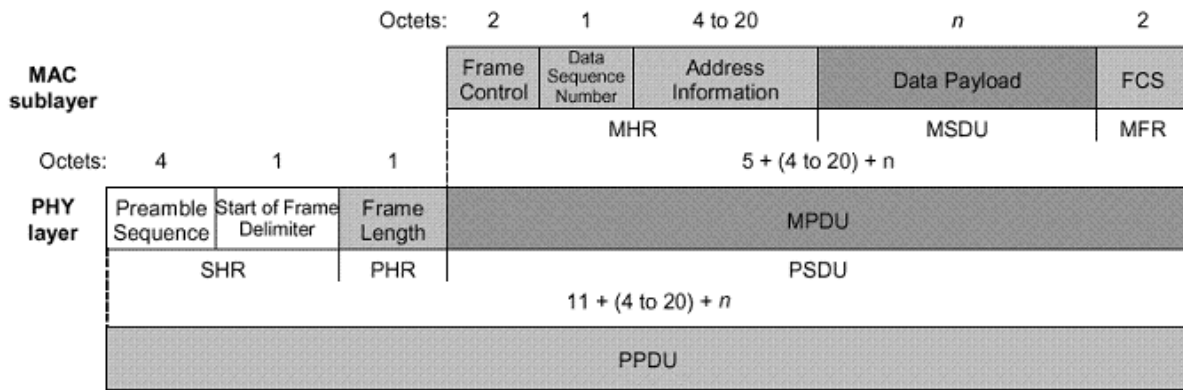 Octets: 2 1 4 to 20 n 2
MAC sublayer
Frame Control
Data Sequence Number
Address Information
Data Payload
FCS
MHR MSDU MFR
Octets: 4 1 1 5 + (4 to 20) + n
PHY layer
Preamble Sequence
Start of Frame Delimiter
Frame Length
MPDU
SHR PHR PSDU
11 + (4 to 20) + n
PPDU